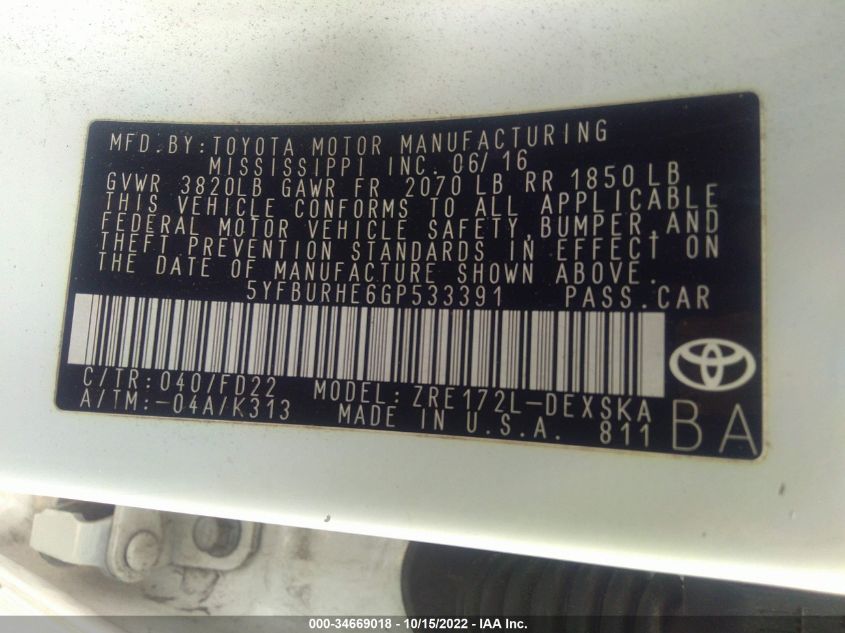 MFD. BY: TOYOTA MOTOR MANUFACTURING
MISSISSIPPI INC. 06/16
GVWR 3820LB GAWR FR 2070 LB RR 1850 LB
THIS VEHICLE CONFORMS TO ALL APPLICABLE
FEDERAL MOTOR VEHICLE SAFETY, BUMPER, AND
THEFT PREVENTION STANDARDS IN EFFECT ON
THE DATE OF MANUFACTURE SHOWN ABOVE.
5YFBURHE6GP533391 PASS. CAR
C/TR: 040/FD22 MODEL: ZRE172L-DEXSKA
A/TM: -04A/K313 MADE IN U.S.A. 811
BA
000-34669018 - 10/15/2022 - IAA Inc.